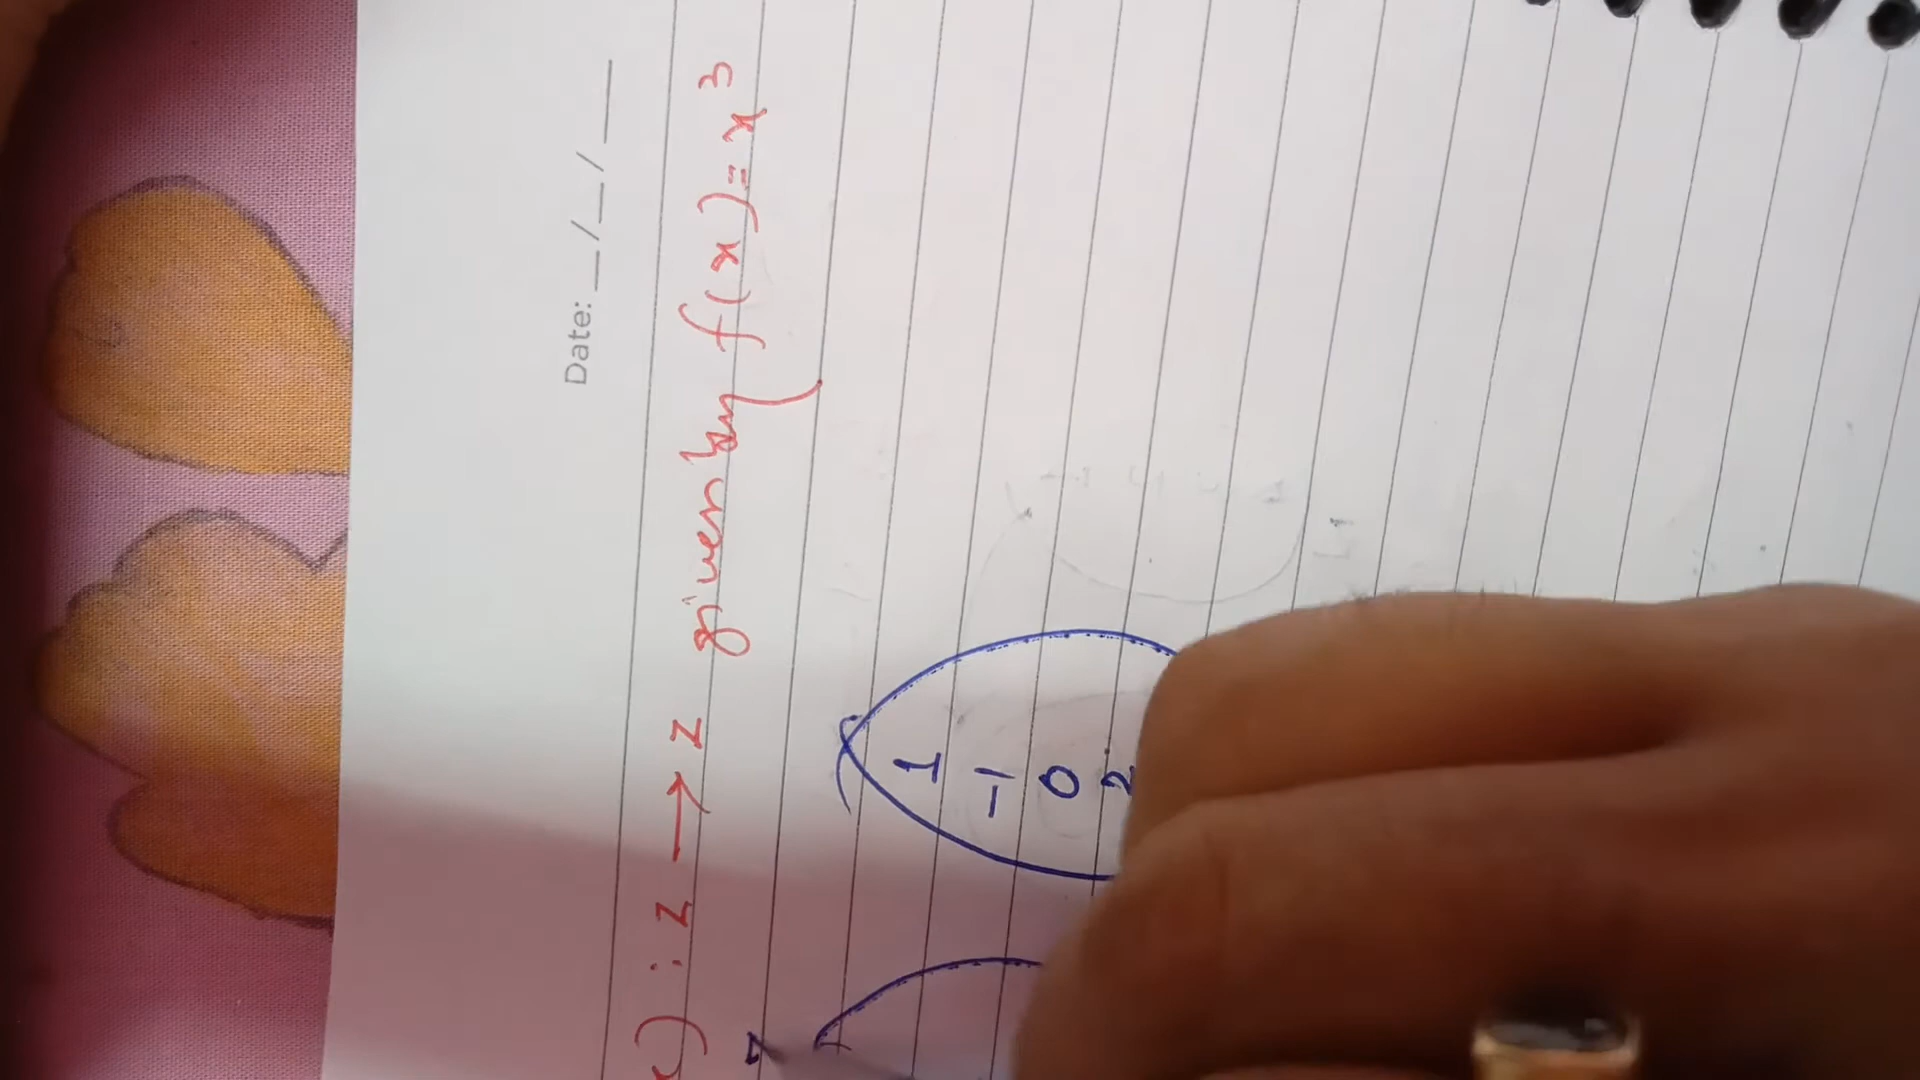 Date: __/__/__
x) : Z → Z given by f(x) = x³
Z
1
-1
0
2